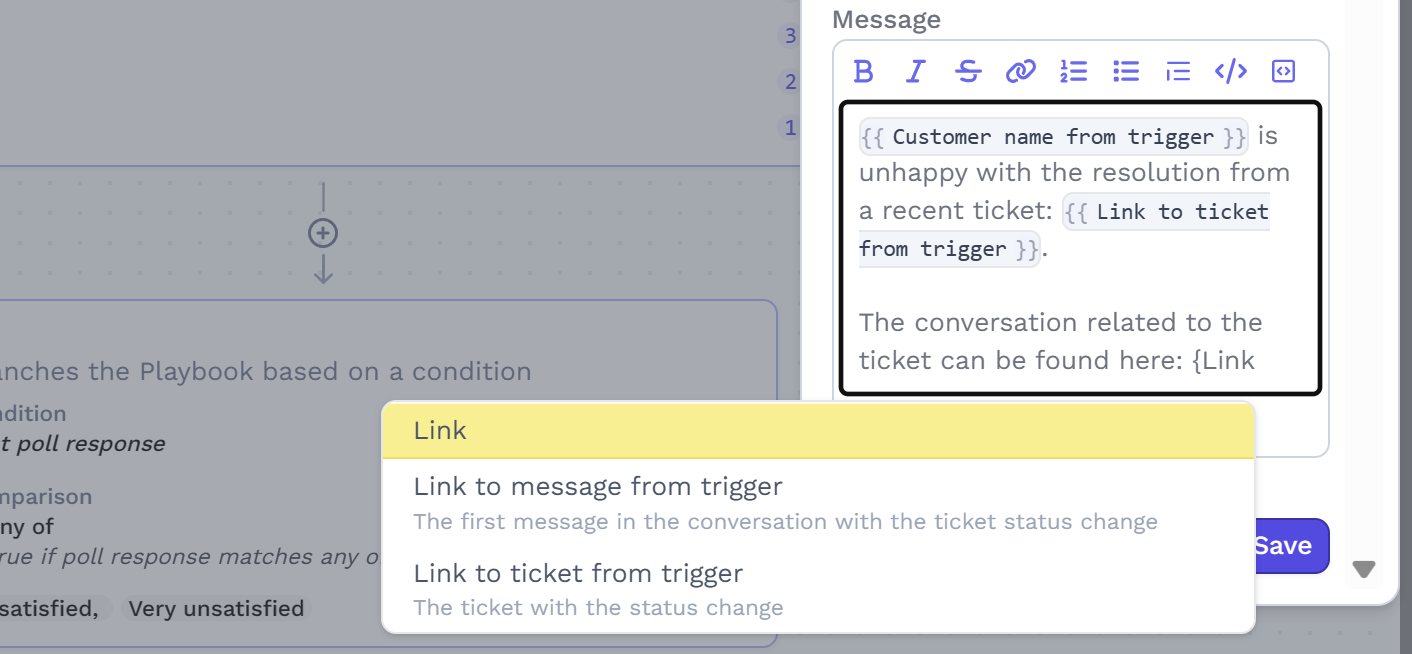 Message
3
2
1
{{ Customer name from trigger }} is
unhappy with the resolution from
a recent ticket: {{ Link to ticket
from trigger }}.
The conversation related to the
ticket can be found here: {Link
anches the Playbook based on a condition
ndition
t poll response
mparison
ny of
rue if poll response matches any o
satisfied, Very unsatisfied
Link
Link to message from trigger
The first message in the conversation with the ticket status change
Link to ticket from trigger
The ticket with the status change
Save